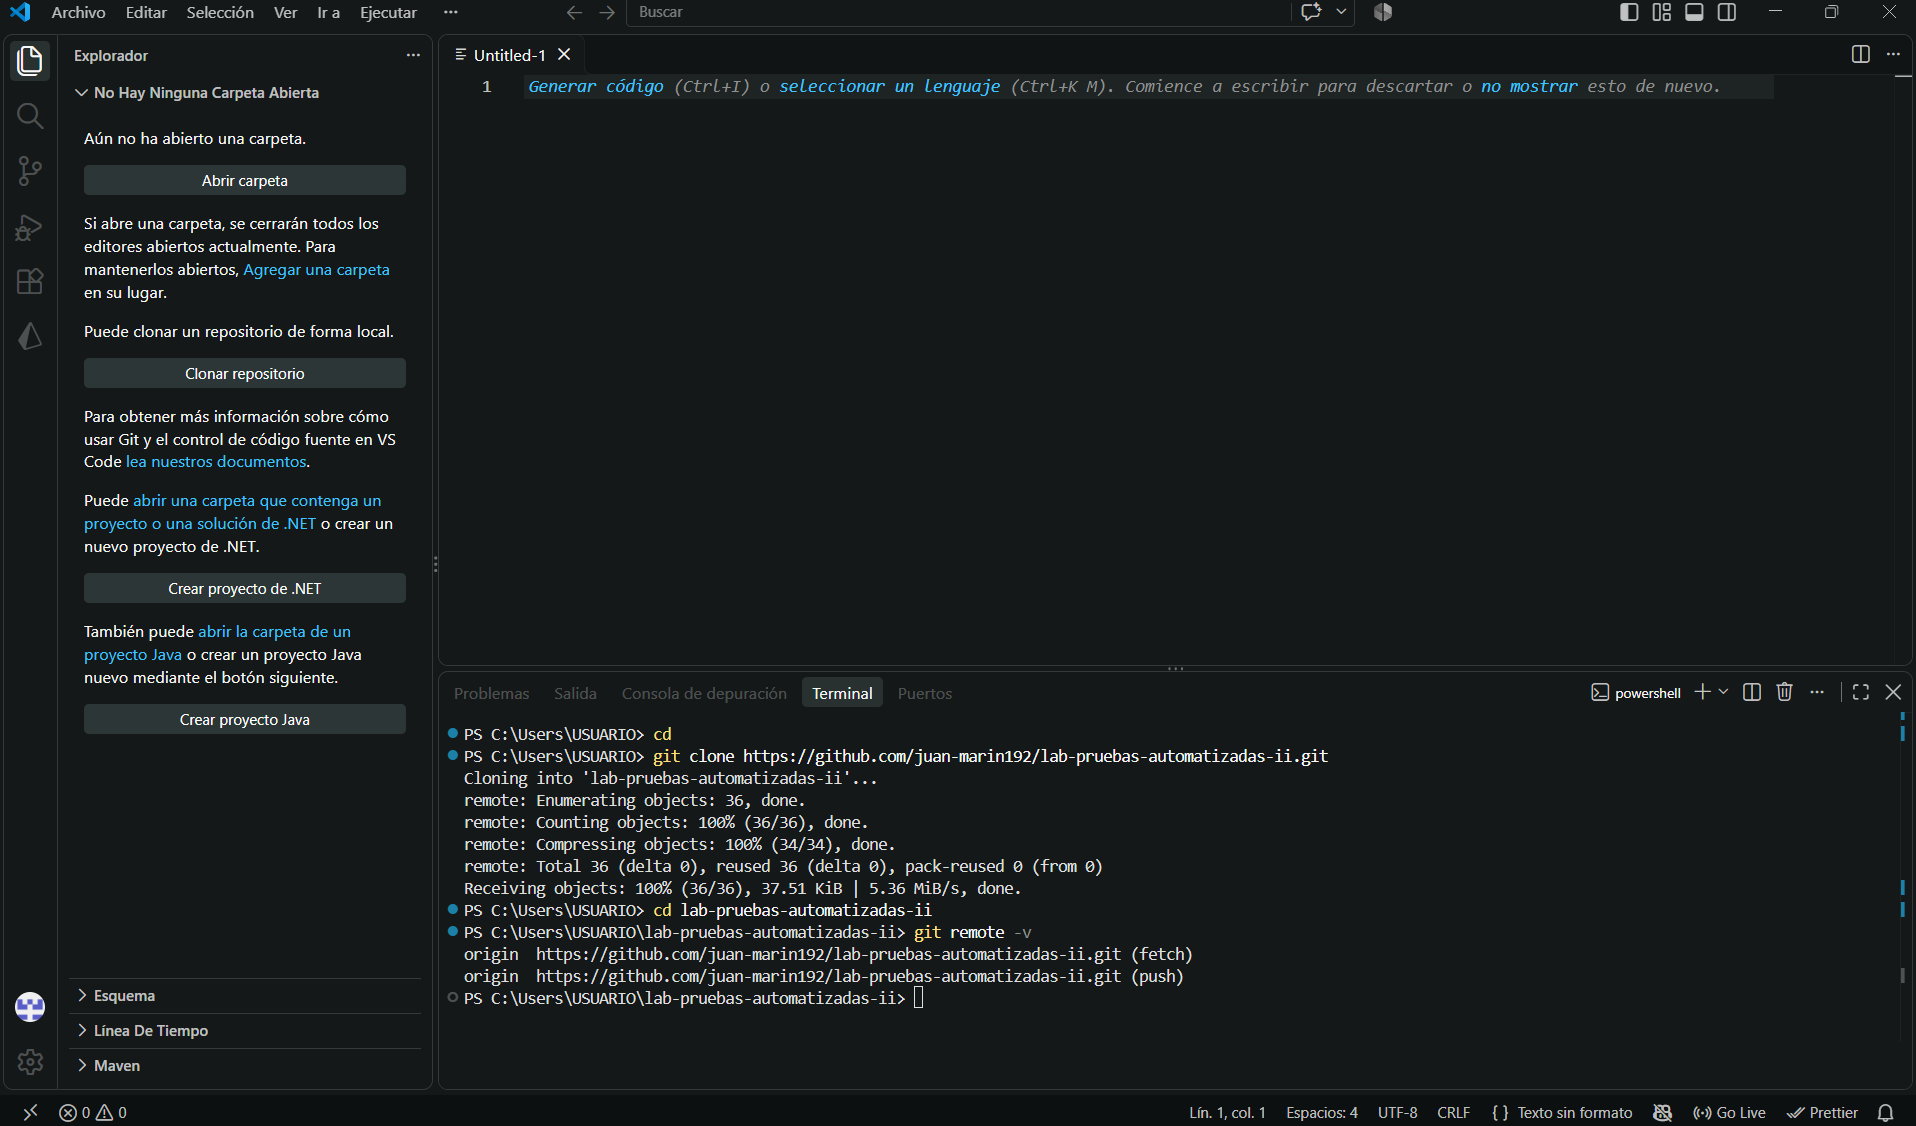 Archivo Editar Selección Ver Ir a Ejecutar ··· Buscar
Explorador
No Hay Ninguna Carpeta Abierta
Aún no ha abierto una carpeta.
Abrir carpeta
Si abre una carpeta, se cerrarán todos los
editores abiertos actualmente. Para
mantenerlos abiertos, Agregar una carpeta
en su lugar.
Puede clonar un repositorio de forma local.
Clonar repositorio
Para obtener más información sobre cómo
usar Git y el control de código fuente en VS
Code lea nuestros documentos.
Puede abrir una carpeta que contenga un
proyecto o una solución de .NET o crear un
nuevo proyecto de .NET.
Crear proyecto de .NET
También puede abrir la carpeta de un
proyecto Java o crear un proyecto Java
nuevo mediante el botón siguiente.
Crear proyecto Java
Esquema
Línea De Tiempo
Maven
Untitled-1
1 Generar código (Ctrl+I) o seleccionar un lenguaje (Ctrl+K M). Comience a escribir para descartar o no mostrar esto de nuevo.
Problemas Salida Consola de depuración Terminal Puertos powershell
PS C:\Users\USUARIO> cd
PS C:\Users\USUARIO> git clone https://github.com/juan-marin192/lab-pruebas-automatizadas-ii.git
Cloning into 'lab-pruebas-automatizadas-ii'...
remote: Enumerating objects: 36, done.
remote: Counting objects: 100% (36/36), done.
remote: Compressing objects: 100% (34/34), done.
remote: Total 36 (delta 0), reused 36 (delta 0), pack-reused 0 (from 0)
Receiving objects: 100% (36/36), 37.51 KiB | 5.36 MiB/s, done.
PS C:\Users\USUARIO> cd lab-pruebas-automatizadas-ii
PS C:\Users\USUARIO\lab-pruebas-automatizadas-ii> git remote -v
origin  https://github.com/juan-marin192/lab-pruebas-automatizadas-ii.git (fetch)
origin  https://github.com/juan-marin192/lab-pruebas-automatizadas-ii.git (push)
PS C:\Users\USUARIO\lab-pruebas-automatizadas-ii>
0 0 Lín. 1, col. 1 Espacios: 4 UTF-8 CRLF {} Texto sin formato Go Live Prettier